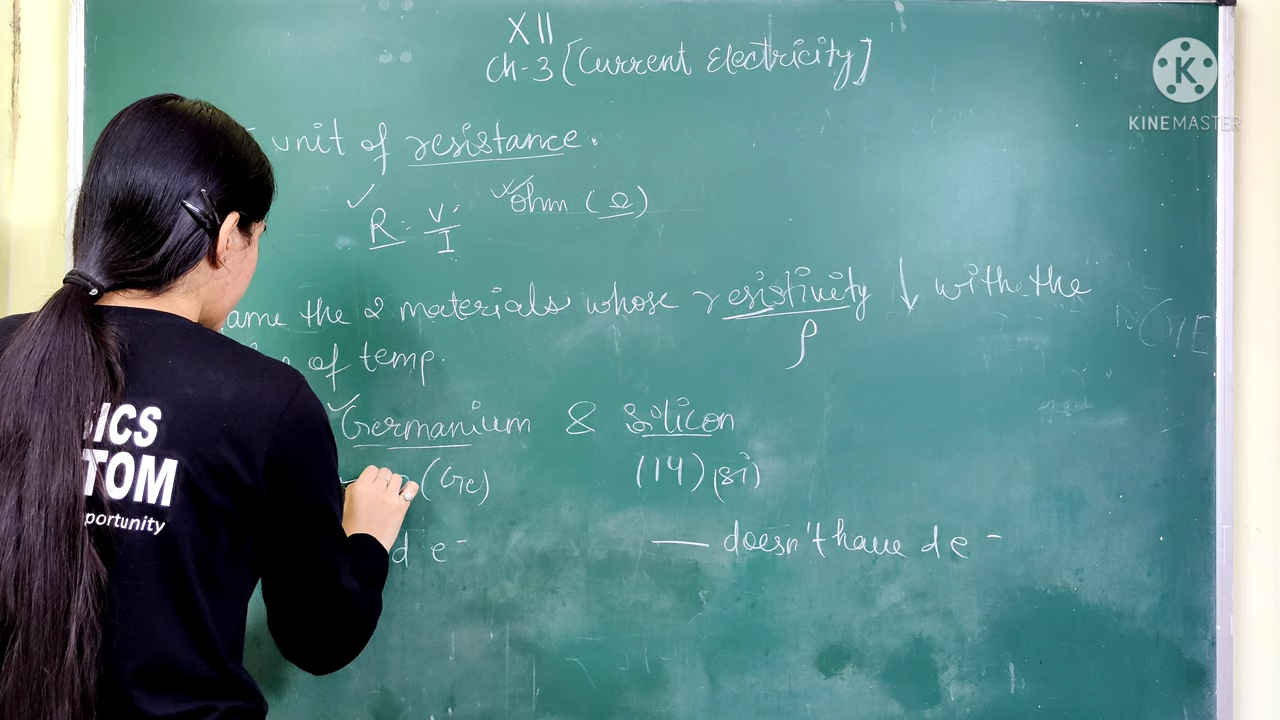 XII
Ch-3 [Current Electricity]
KINEMASTER
unit of resistance.
R = V/I ohm (Ω)
the 2 materials whose resistivity ↓ with the
ρ
of temp.
Germanium & Silicon
(Ge) (14) (Si)
d e⁻ — doesn't have d e⁻
ICS
TOM
portunity